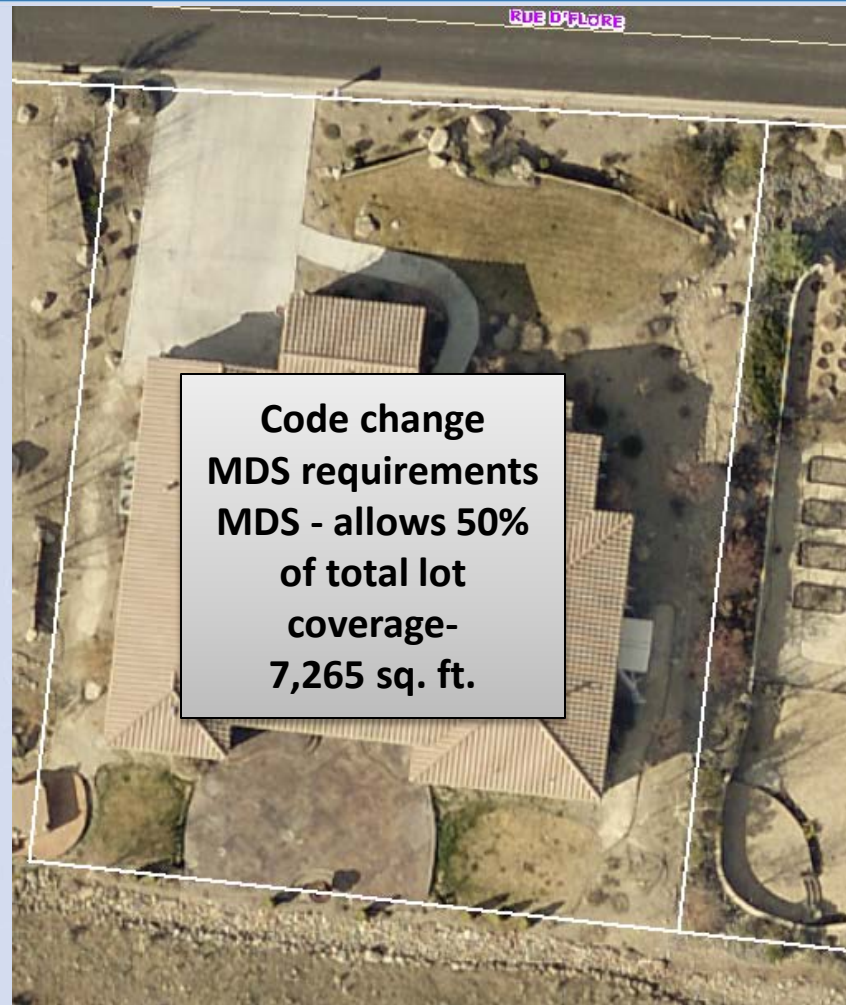 RUE D'FLORE
Code change
MDS requirements
MDS - allows 50%
of total lot
coverage-
7,265 sq. ft.